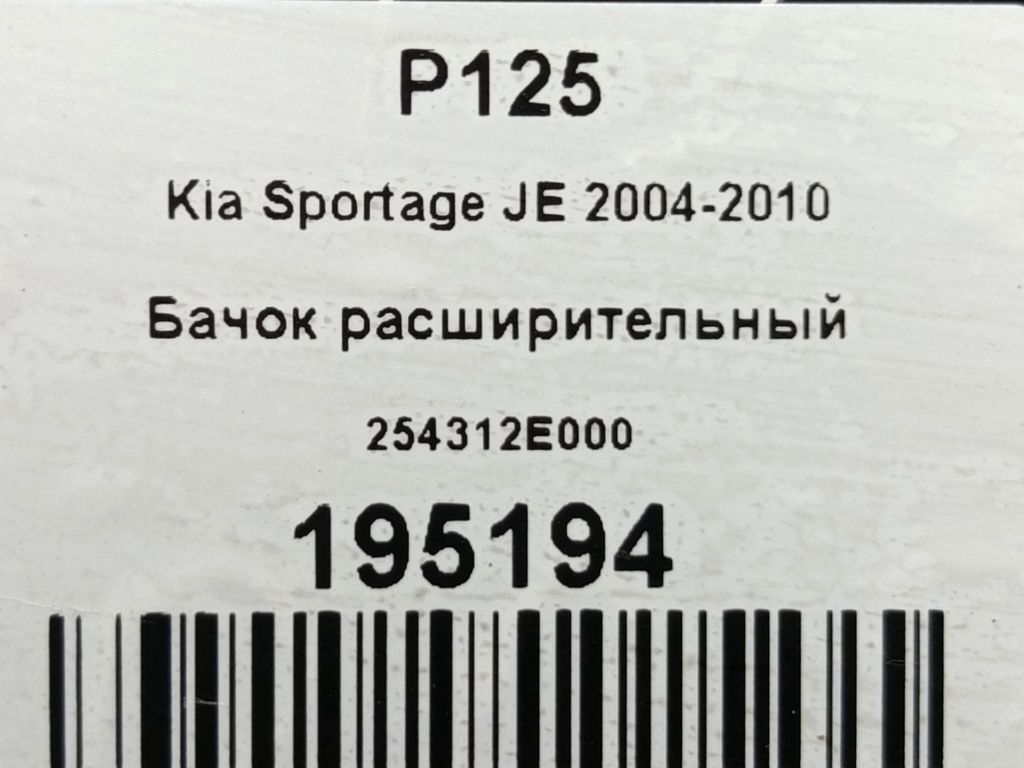 P125
Kia Sportage JE 2004-2010
Бачок расширительный
254312E000
195194